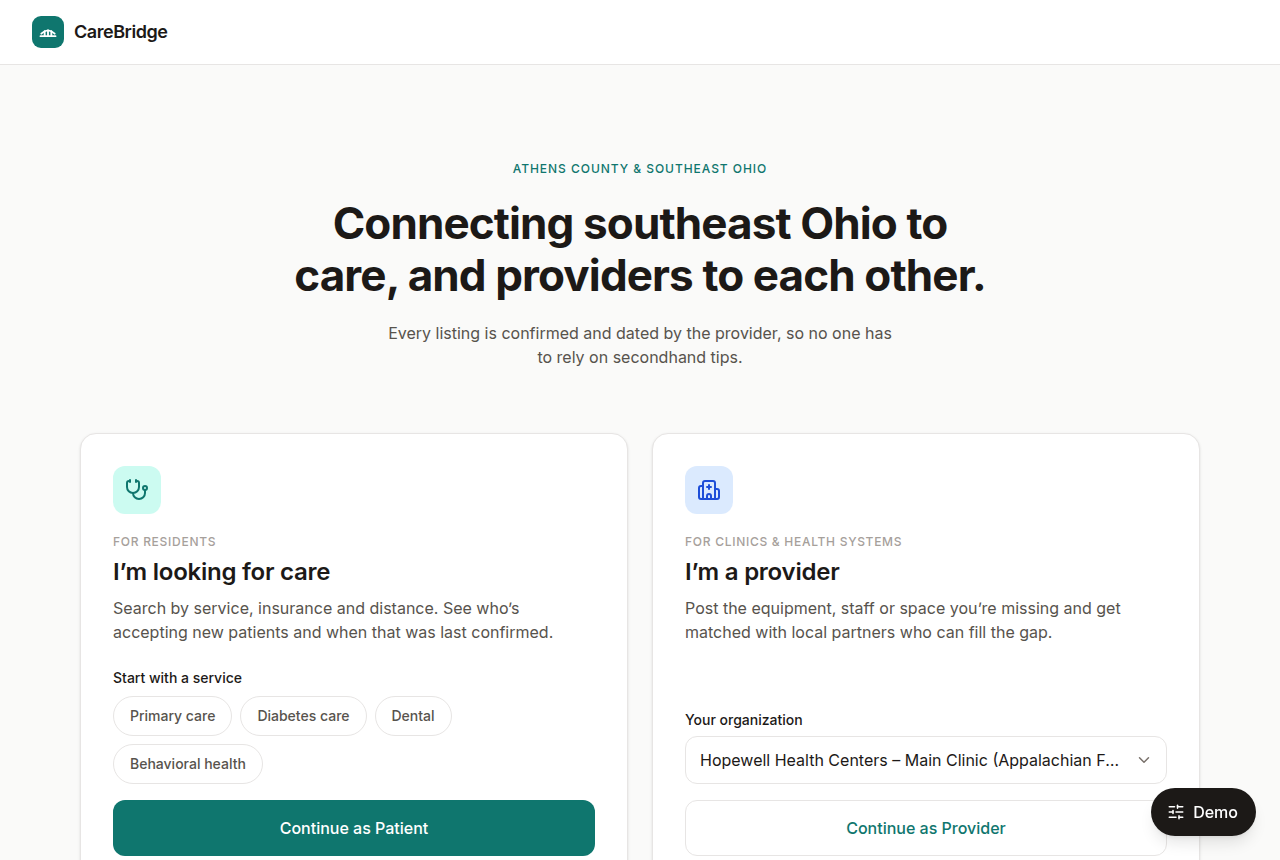 CareBridge
ATHENS COUNTY & SOUTHEAST OHIO
Connecting southeast Ohio to
care, and providers to each other.
Every listing is confirmed and dated by the provider, so no one has
to rely on secondhand tips.
FOR RESIDENTS
I’m looking for care
Search by service, insurance and distance. See who’s
accepting new patients and when that was last confirmed.
Start with a service
Primary care
Diabetes care
Dental
Behavioral health
Continue as Patient
FOR CLINICS & HEALTH SYSTEMS
I’m a provider
Post the equipment, staff or space you’re missing and get
matched with local partners who can fill the gap.
Your organization
Hopewell Health Centers – Main Clinic (Appalachian F...
Continue as Provider
Demo